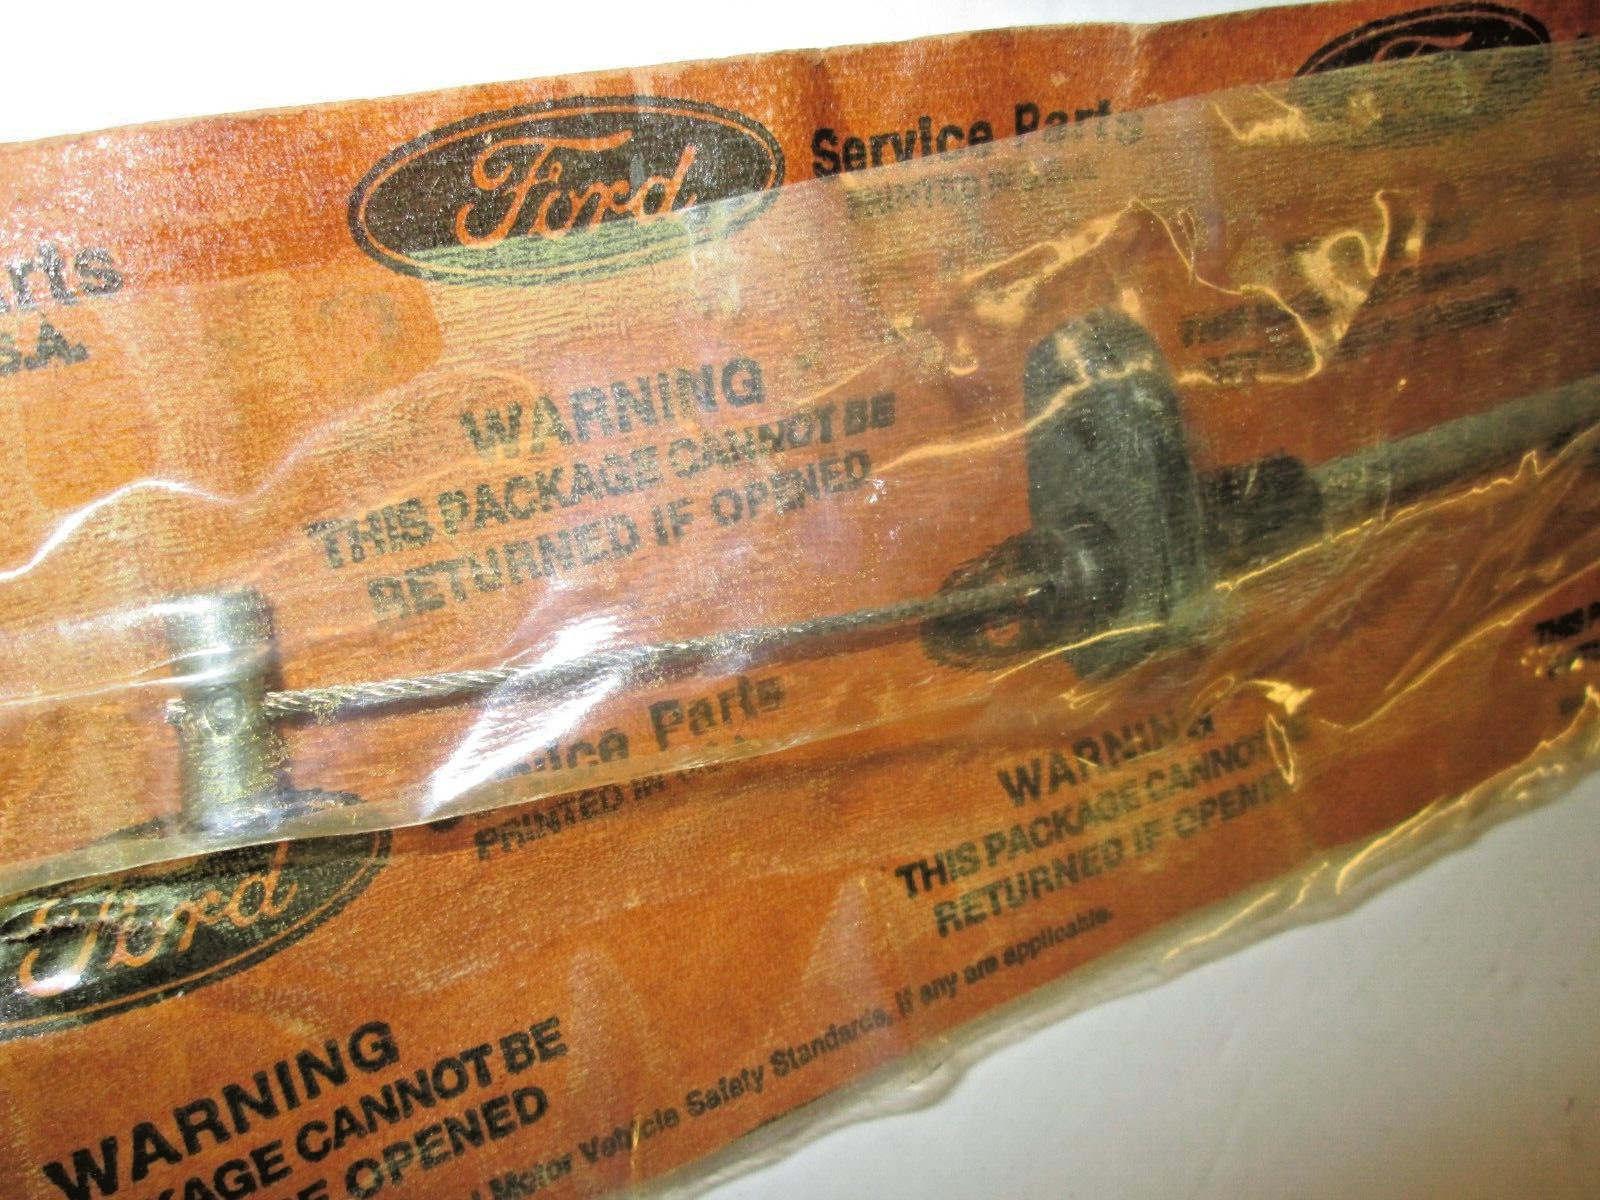 Ford
Service Parts
PRINTED IN U.S.A.
arts
S.A.
WARNING
THIS PACKAGE CANNOT BE
RETURNED IF OPENED
Service Parts
PRINTED IN
WARNING
THIS PACKAGE CANNOT BE
RETURNED IF OPENED
Ford
WARNING
KAGE CANNOT BE
OPENED
Motor Vehicle Safety Standards, if any are applicable.